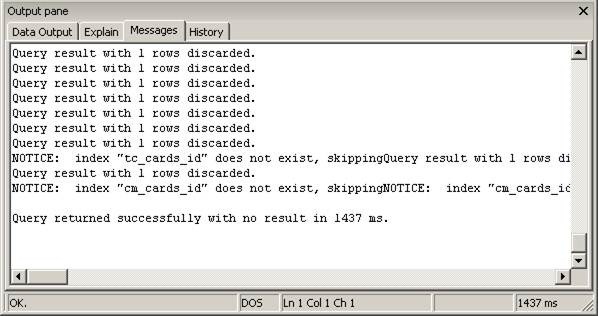 Output pane
Data Output Explain Messages History
Query result with 1 rows discarded.
Query result with 1 rows discarded.
Query result with 1 rows discarded.
Query result with 1 rows discarded.
Query result with 1 rows discarded.
Query result with 1 rows discarded.
Query result with 1 rows discarded.
NOTICE:  index "tc_cards_id" does not exist, skippingQuery result with 1 rows di
Query result with 1 rows discarded.
NOTICE:  index "cm_cards_id" does not exist, skippingNOTICE:  index "cm_cards_id
Query returned successfully with no result in 1437 ms.
OK. DOS Ln 1 Col 1 Ch 1 1437 ms